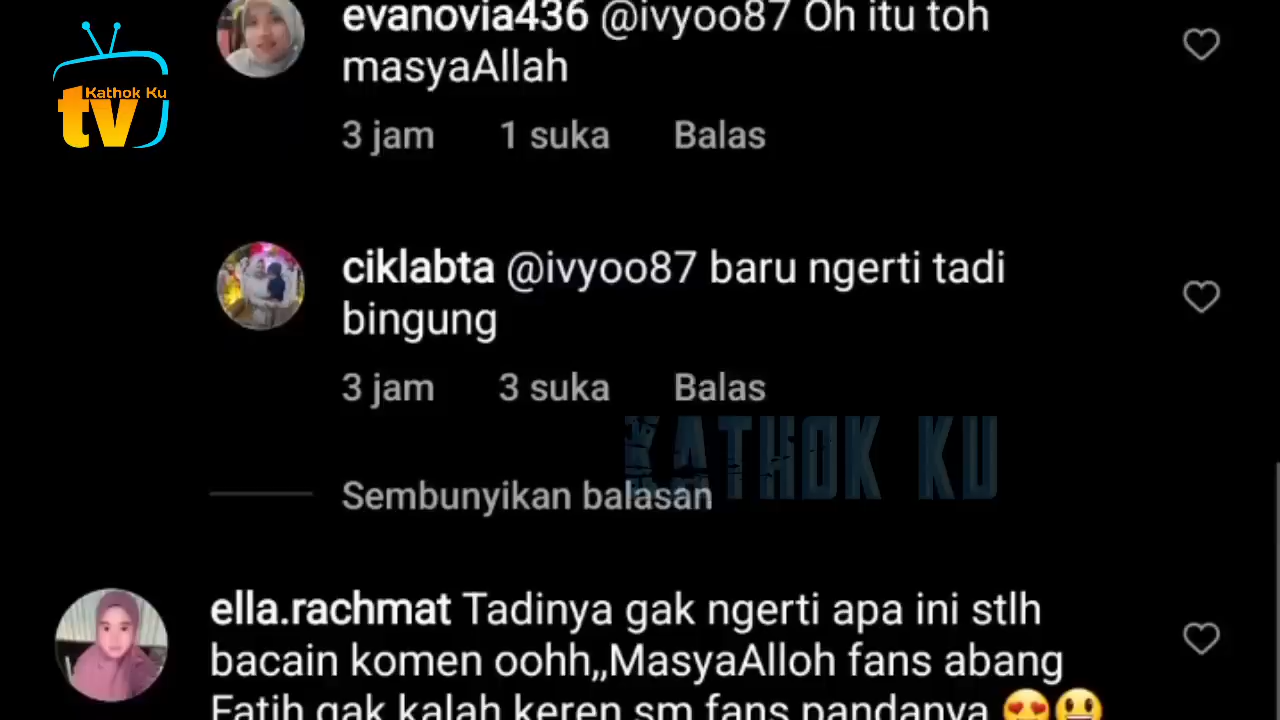 evanovia436 @ivyoo87 Oh itu toh
masyaAllah
Kathok Ku
tv
3 jam 1 suka Balas
ciklabta @ivyoo87 baru ngerti tadi
bingung
3 jam 3 suka Balas
KATHOK KU
Sembunyikan balasan
ella.rachmat Tadinya gak ngerti apa ini stlh
bacain komen oohh,,MasyaAlloh fans abang
Fatih gak kalah keren sm fans pandanya 😍😃